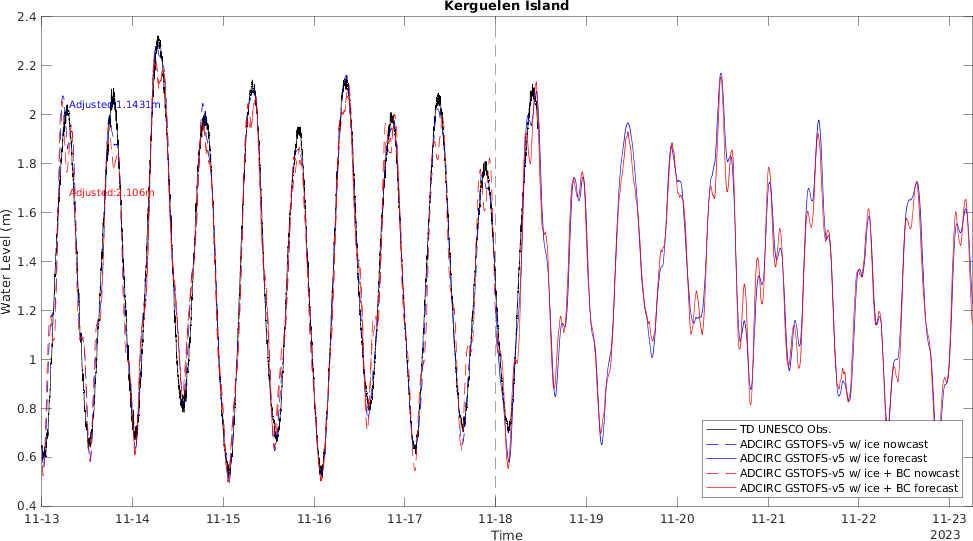 Kerguelen Island
2.4
2.2
2
1.8
1.6
1.4
1.2
1
0.8
0.6
0.4
Water Level (m)
Adjusted:1.1431m
Adjusted:2.106m
TD UNESCO Obs.
ADCIRC GSTOFS-v5 w/ ice nowcast
ADCIRC GSTOFS-v5 w/ ice forecast
ADCIRC GSTOFS-v5 w/ ice + BC nowcast
ADCIRC GSTOFS-v5 w/ ice + BC forecast
11-13 11-14 11-15 11-16 11-17 11-18 11-19 11-20 11-21 11-22 11-23
Time
2023